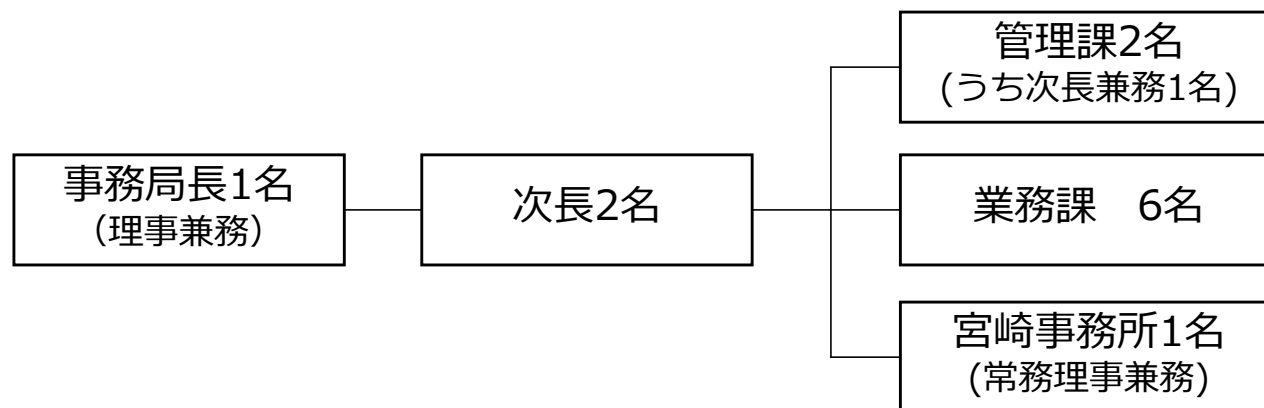 事務局長1名
（理事兼務）
次長2名
管理課2名
(うち次長兼務1名)
業務課　6名
宮崎事務所1名
(常務理事兼務)